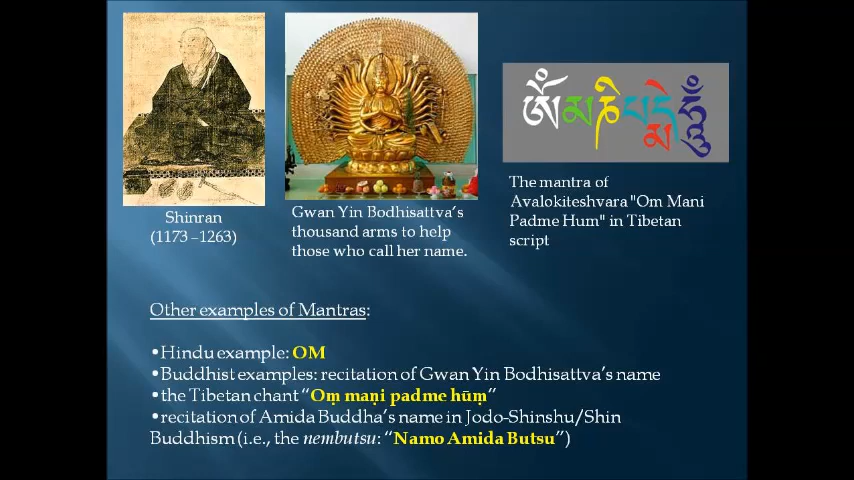 ༀམཎིཔདྨེཧཱུྃ
Shinran
(1173 –1263)
Gwan Yin Bodhisattva’s
thousand arms to help
those who call her name.
The mantra of
Avalokiteshvara "Om Mani
Padme Hum" in Tibetan
script
Other examples of Mantras:
•Hindu example: OM
•Buddhist examples: recitation of Gwan Yin Bodhisattva’s name
•the Tibetan chant “Oṃ maṇi padme hūṃ”
•recitation of Amida Buddha’s name in Jodo-Shinshu/Shin
Buddhism (i.e., the nembutsu: “Namo Amida Butsu”)